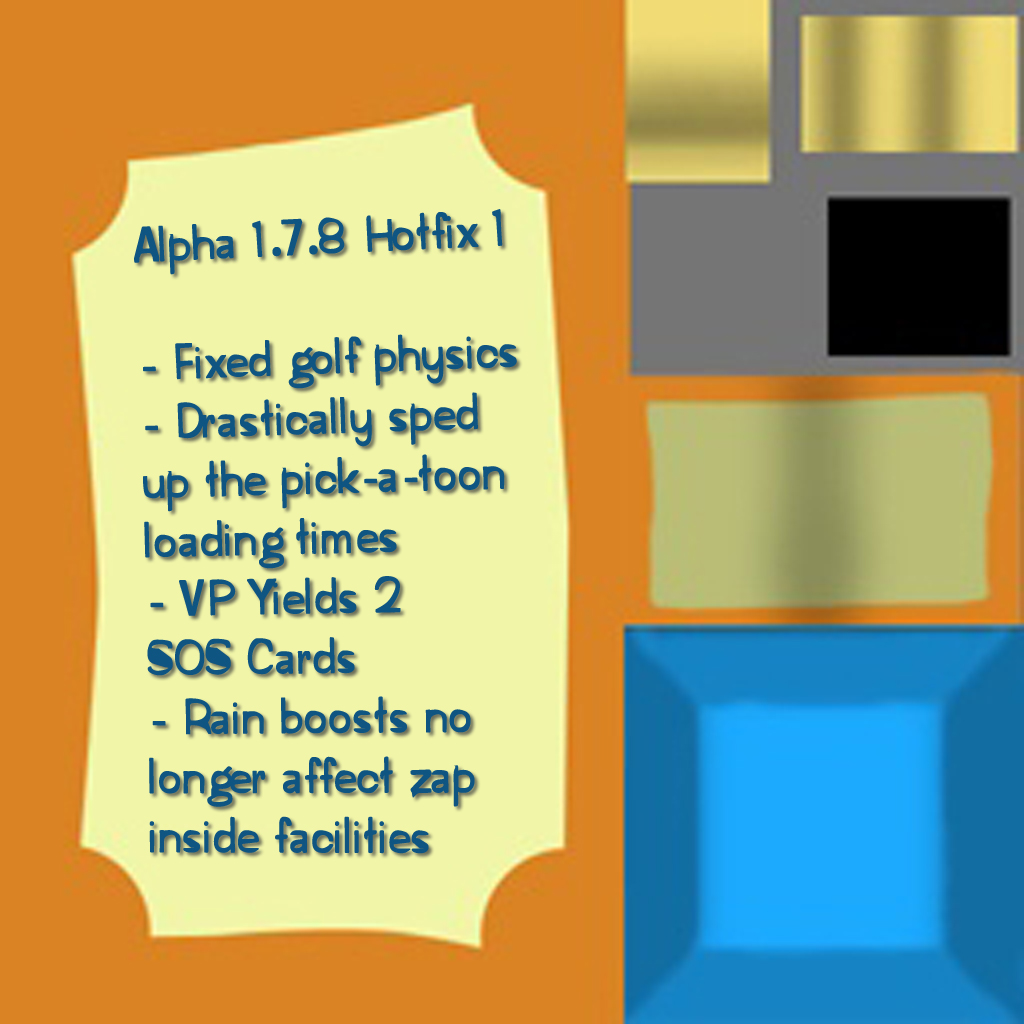 Alpha 1.7.8 Hotfix 1
- Fixed golf physics
- Drastically sped
up the pick-a-toon
loading times
- VP Yields 2
SOS Cards
- Rain boosts no
longer affect zap
inside facilities